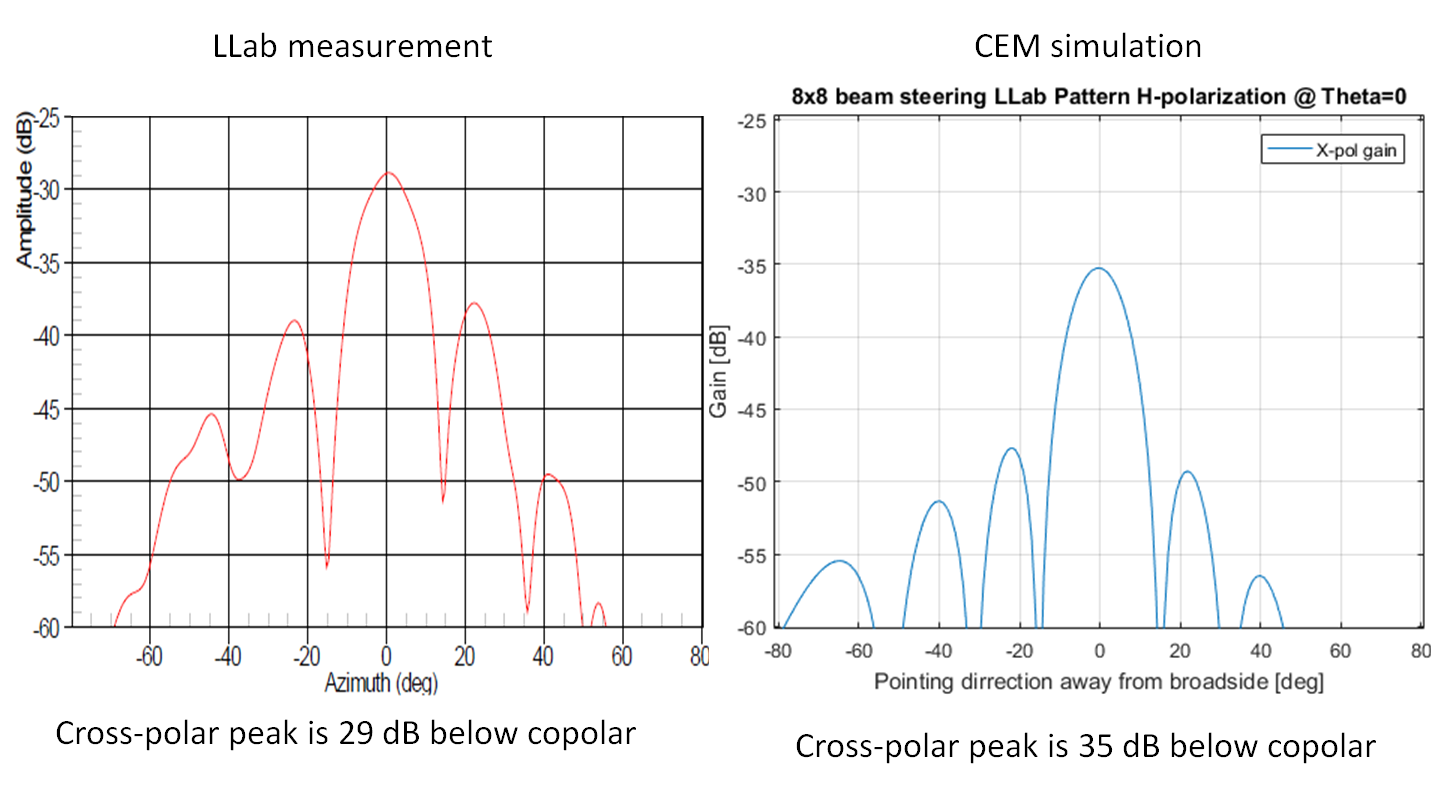 LLab measurement
CEM simulation
8x8 beam steering LLab Pattern H-polarization @ Theta=0
Amplitude (dB)
-25
-30
-35
-40
-45
-50
-55
-60
-60 -40 -20 0 20 40 60 80
Azimuth (deg)
X-pol gain
Gain [dB]
-25
-30
-35
-40
-45
-50
-55
-60
-80 -60 -40 -20 0 20 40 60 80
Pointing dirrection away from broadside [deg]
Cross-polar peak is 29 dB below copolar
Cross-polar peak is 35 dB below copolar